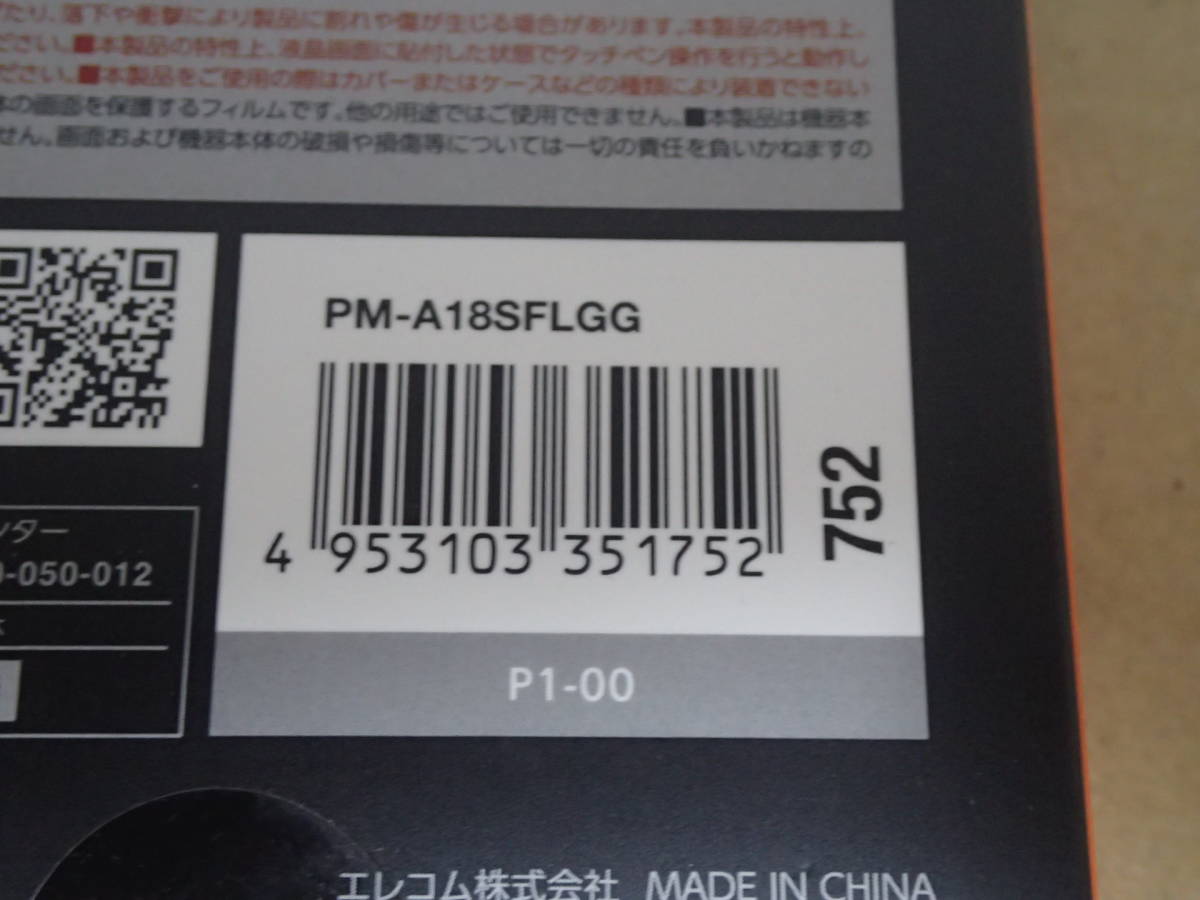 たり、落下や衝撃により製品に割れや傷が生じる場合があります。本製品の特性上、
ださい。■本製品の特性上、液晶画面に貼付した状態でタッチペン操作を行うと動作し
ださい。■本製品をご使用の際はカバーまたはケースなどの種類により装着できない
体の画面を保護するフィルムです。他の用途ではご使用できません。■本製品は機器本
せん。画面および機器本体の破損や損傷等については一切の責任を負いかねますの
PM-A18SFLGG
4 953103 351752
752
P1-00
ンター
-050-012
エレコム株式会社 MADE IN CHINA